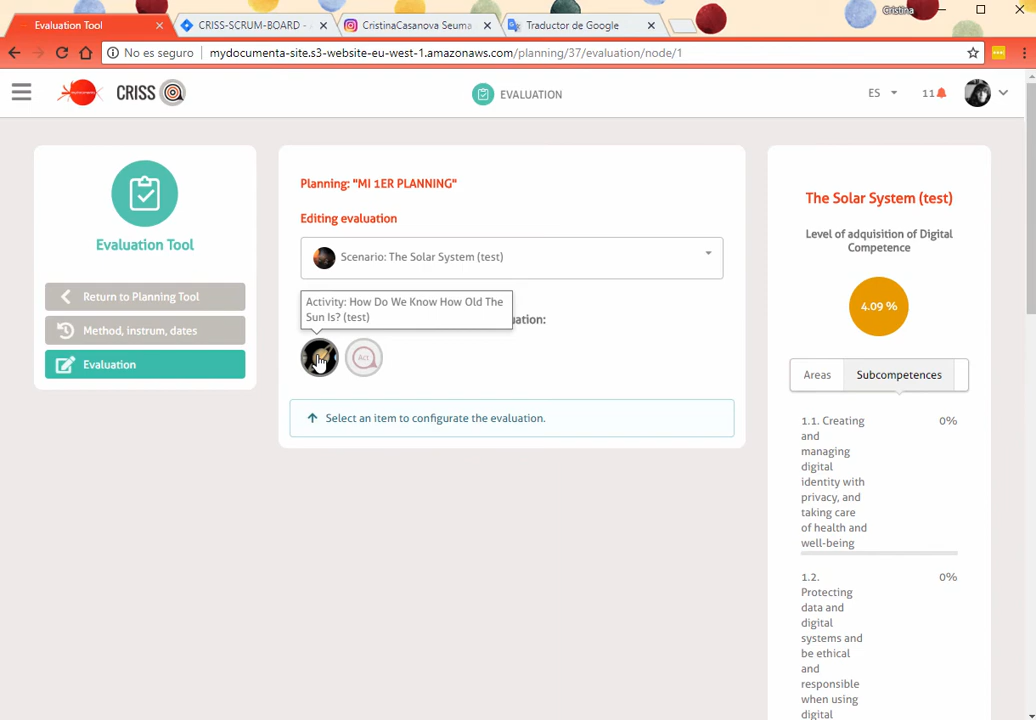 Evaluation Tool
CRISS-SCRUM-BOARD -
CristinaCasanova Seuma
Traductor de Google
Cristina
No es seguro
mydocumenta-site.s3-website-eu-west-1.amazonaws.com/planning/37/evaluation/node/1
CRISS
EVALUATION
ES
11
Evaluation Tool
Return to Planning Tool
Method, instrum, dates
Evaluation
Planning: "MI 1ER PLANNING"
Editing evaluation
Scenario: The Solar System (test)
Activity: How Do We Know How Old The
Sun Is? (test)
uation:
Act.
Select an item to configurate the evaluation.
The Solar System (test)
Level of adquisition of Digital
Competence
4.09 %
Areas
Subcompetences
1.1. Creating 0%
and
managing
digital
identity with
privacy, and
taking care
of health and
well-being
1.2. 0%
Protecting
data and
digital
systems and
be ethical
and
responsible
when using
digital